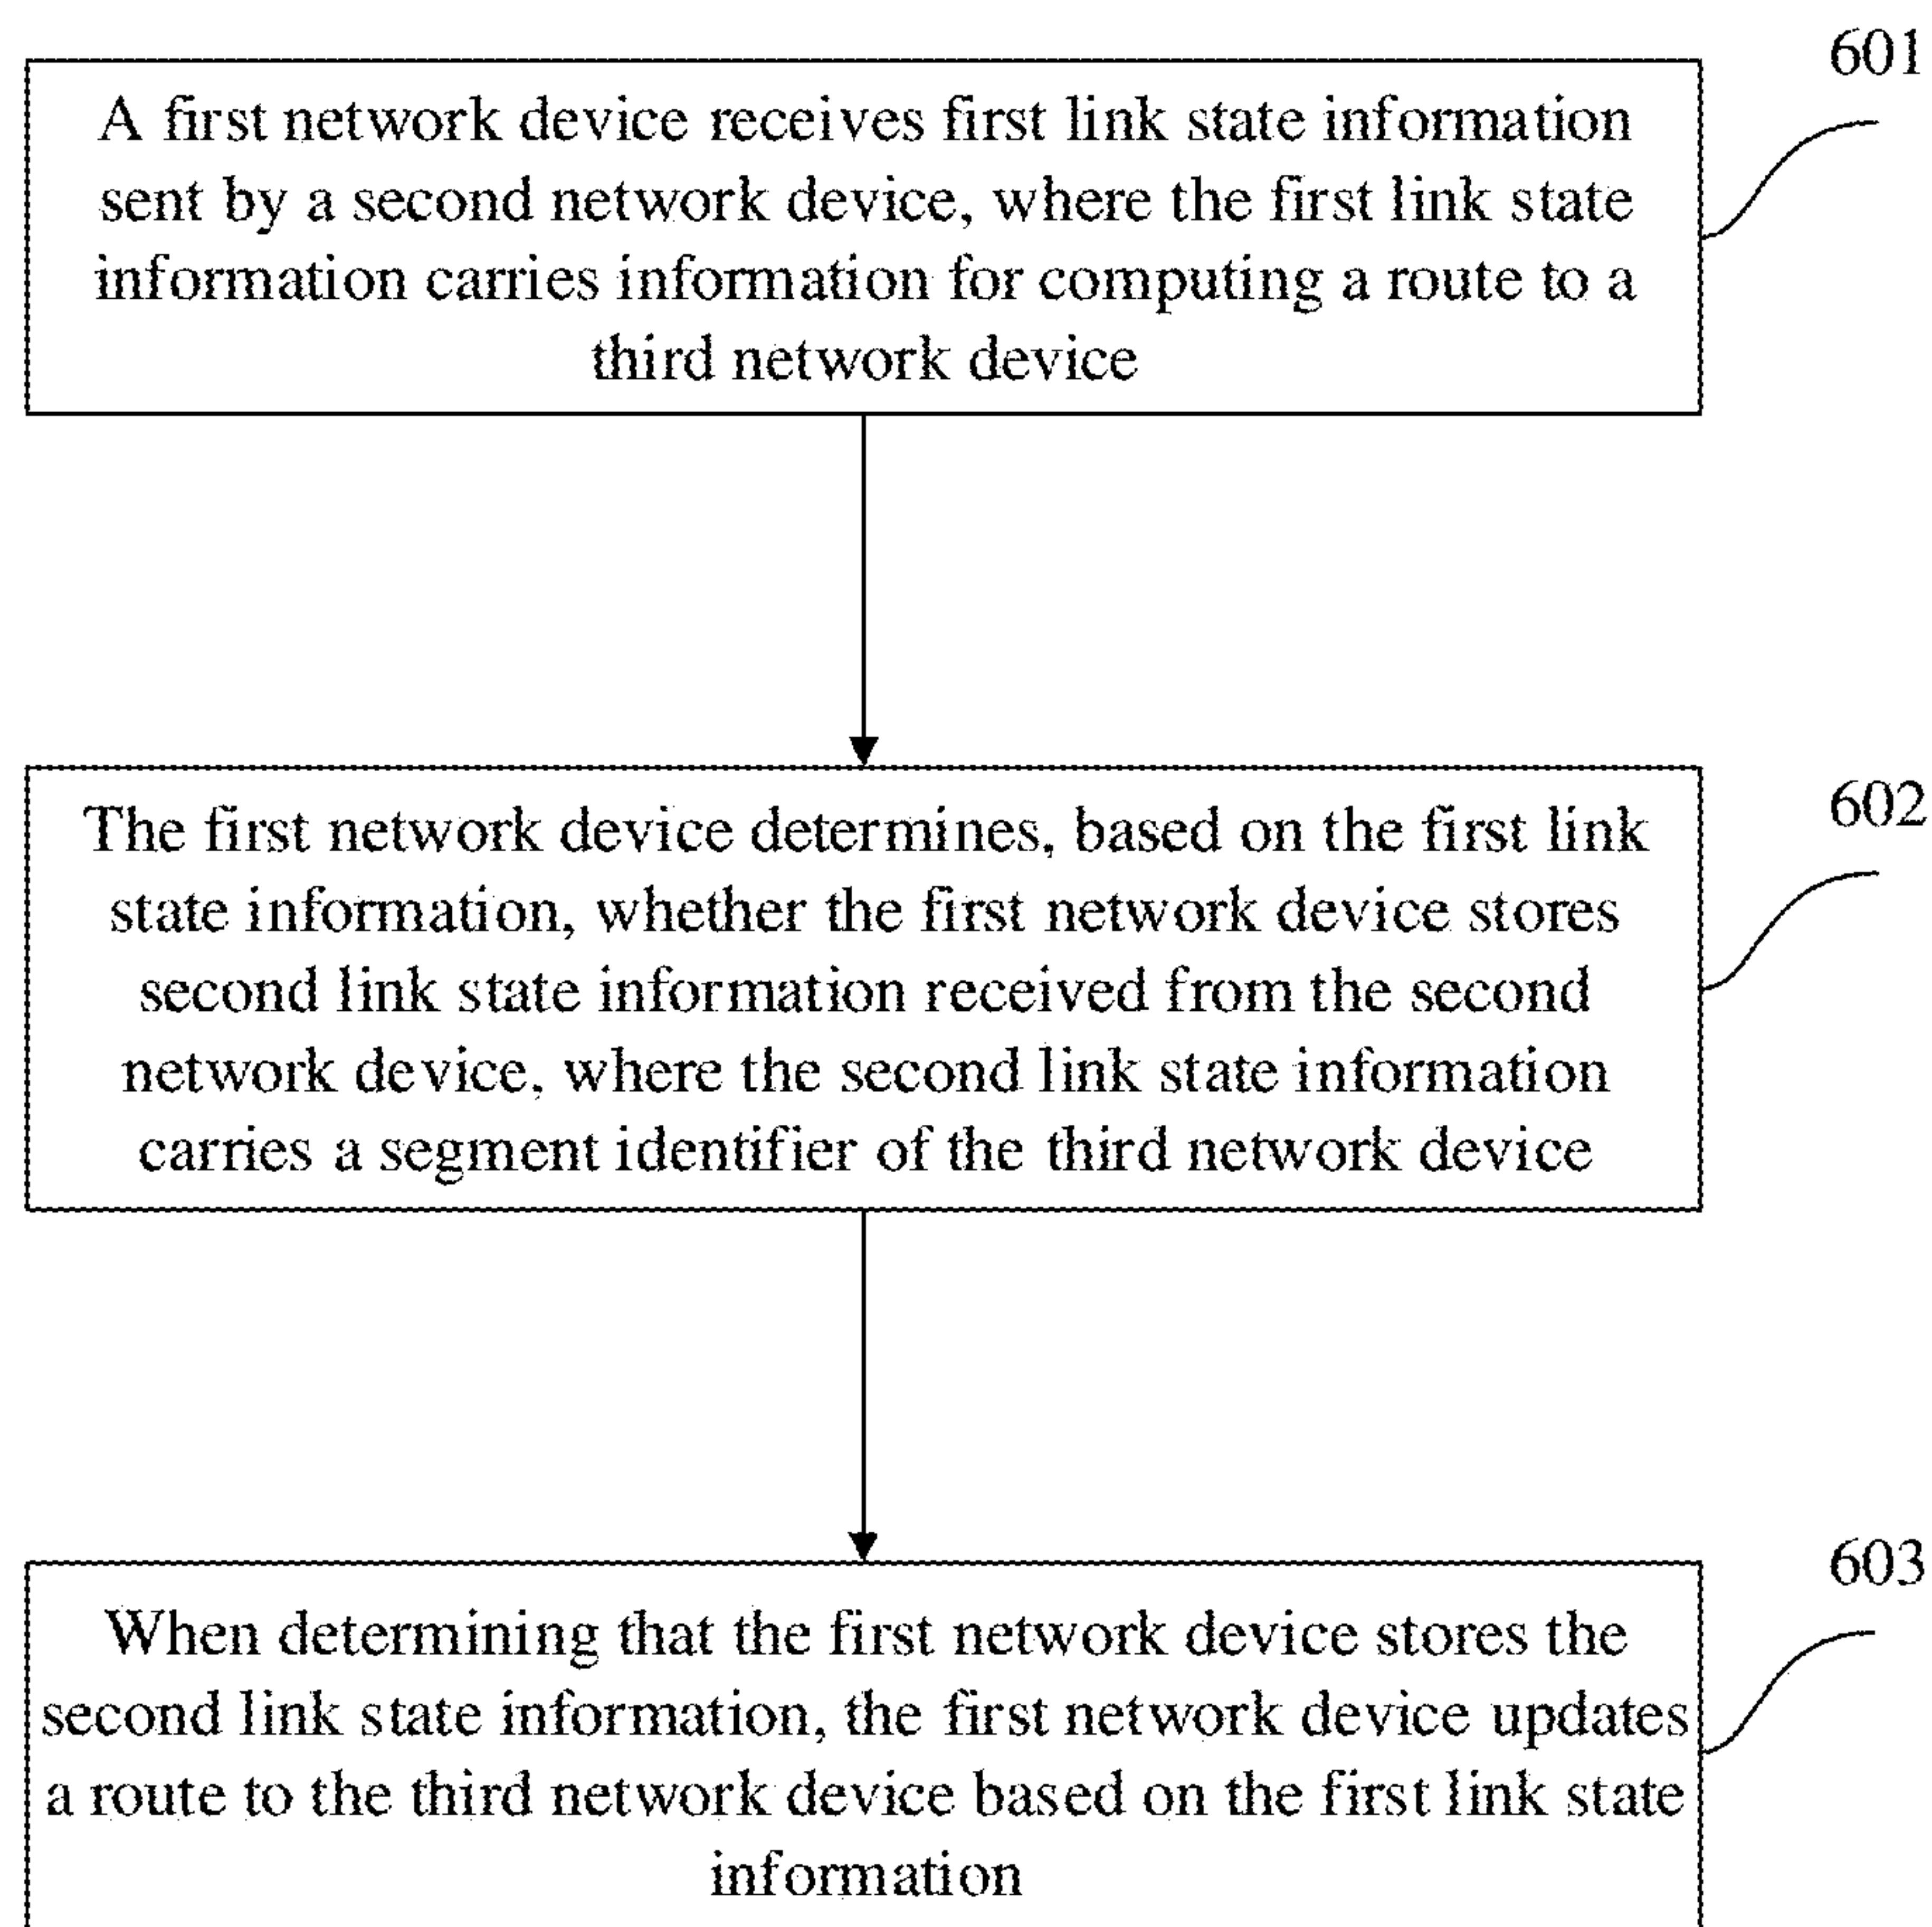 601
A first network device receives first link state information
sent by a second network device, where the first link state
information carries information for computing a route to a
third network device
602
The first network device determines, based on the first link
state information, whether the first network device stores
second link state information received from the second
network device, where the second link state information
carries a segment identifier of the third network device
603
When determining that the first network device stores the
second link state information, the first network device updates
a route to the third network device based on the first link state
information